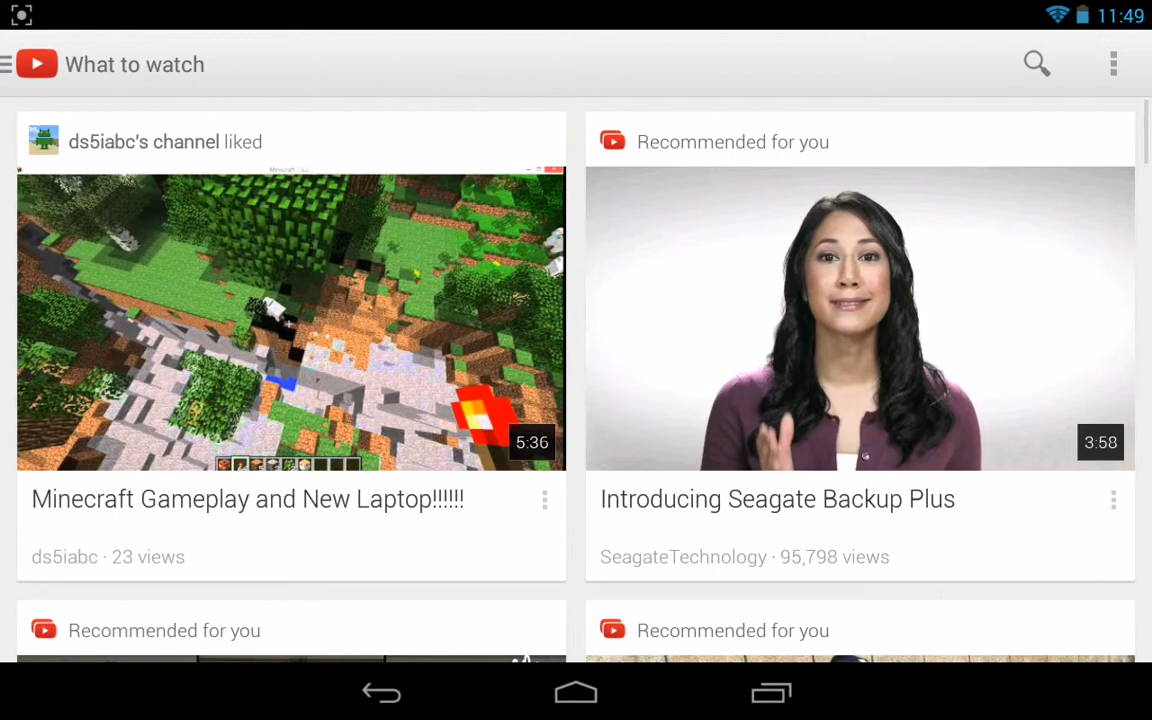 11:49
What to watch
ds5iabc's channel liked
Minecraft
5:36
Minecraft Gameplay and New Laptop!!!!!!
ds5iabc · 23 views
Recommended for you
3:58
Introducing Seagate Backup Plus
SeagateTechnology · 95,798 views
Recommended for you
Recommended for you